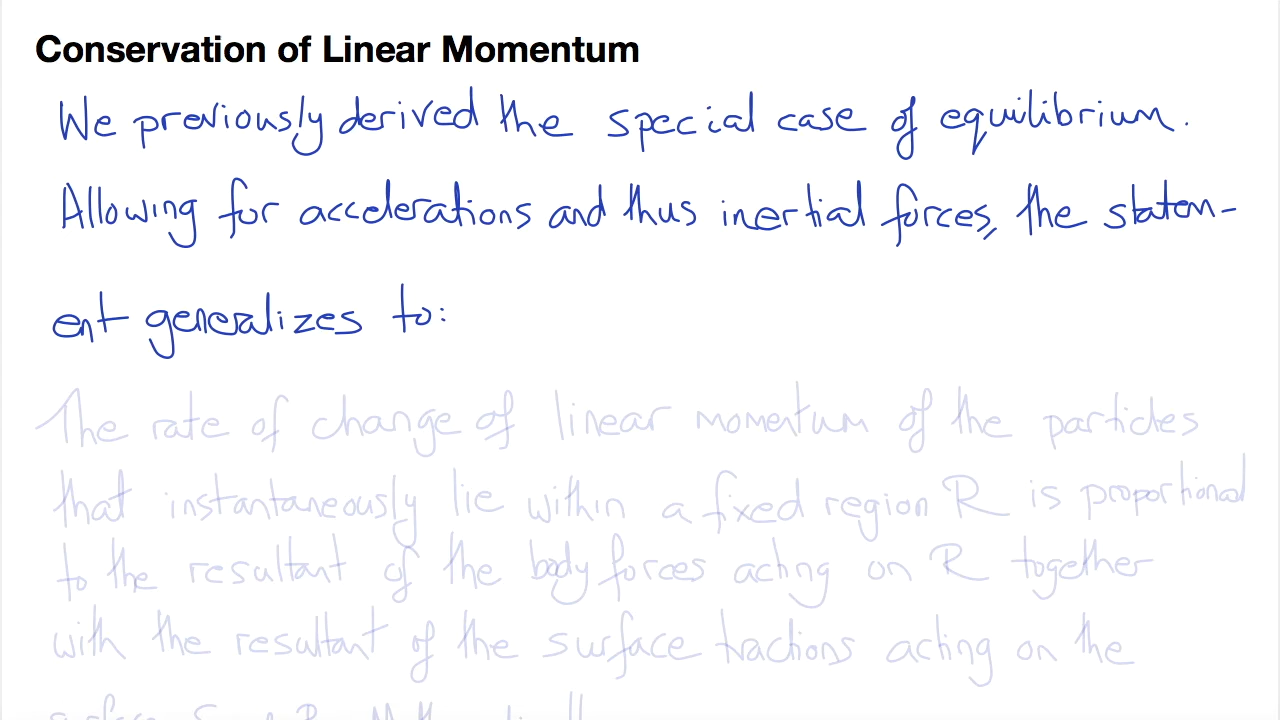 Conservation of Linear Momentum
We previously derived the special case of equilibrium.
Allowing for accelerations and thus inertial forces, the statem-
ent generalizes to:
The rate of change of linear momentum of the particles
that instantaneously lie within a fixed region R is proportional
to the resultant of the body forces acting on R together
with the resultant of the surface tractions acting on the